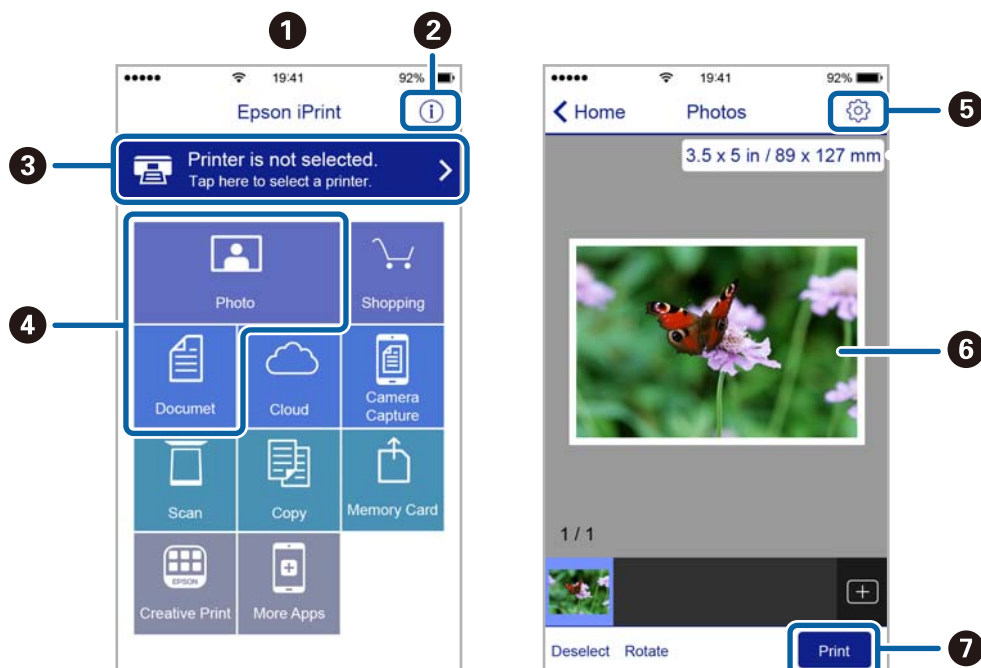 1
2
19:41
92%
Epson iPrint
3
Printer is not selected.
Tap here to select a printer.
4
Photo
Shopping
Documet
Cloud
Camera
Capture
Scan
Copy
Memory Card
EPSON
Creative Print
More Apps
19:41
92%
Home
Photos
5
3.5 x 5 in / 89 x 127 mm
6
1 / 1
Deselect
Rotate
Print
7